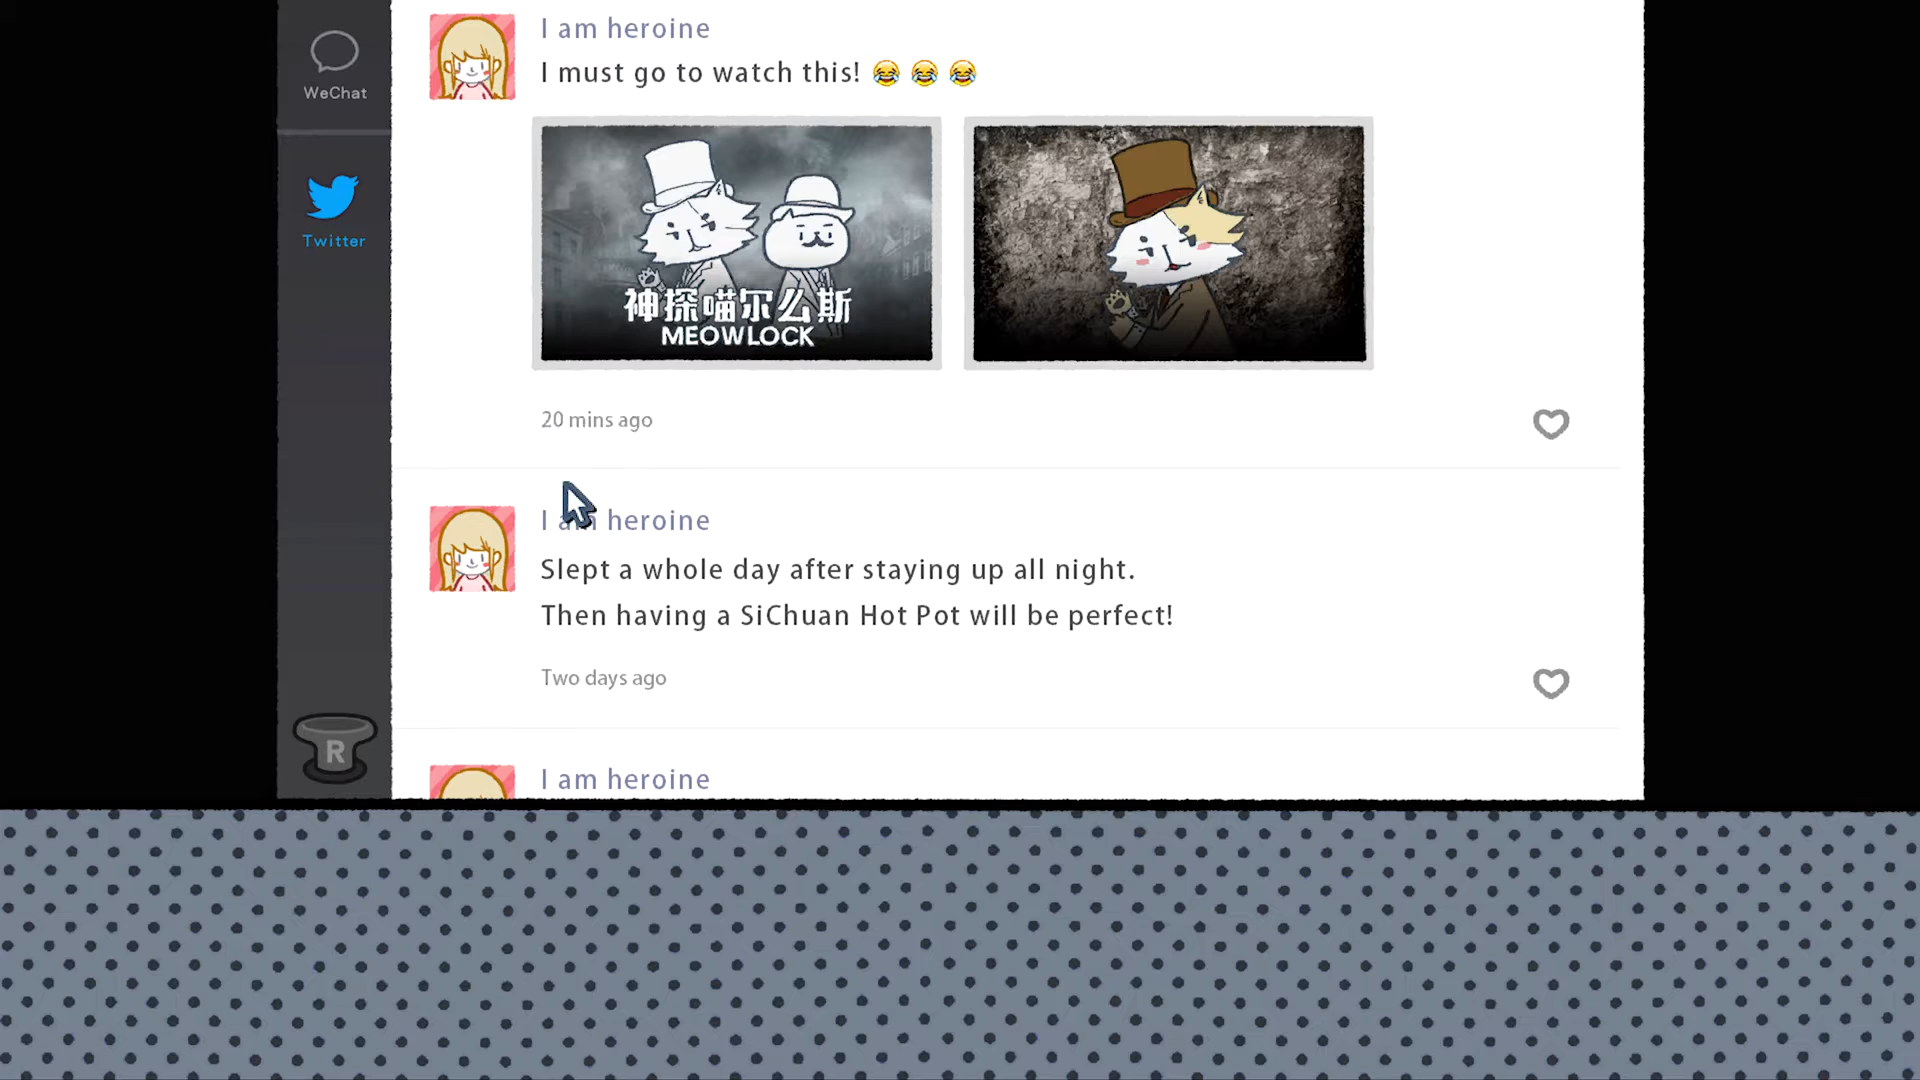 WeChat
Twitter
R
I am heroine
I must go to watch this! 😂 😂 😂
神探喵尔么斯
MEOWLOCK
20 mins ago
I am heroine
Slept a whole day after staying up all night.
Then having a SiChuan Hot Pot will be perfect!
Two days ago
I am heroine